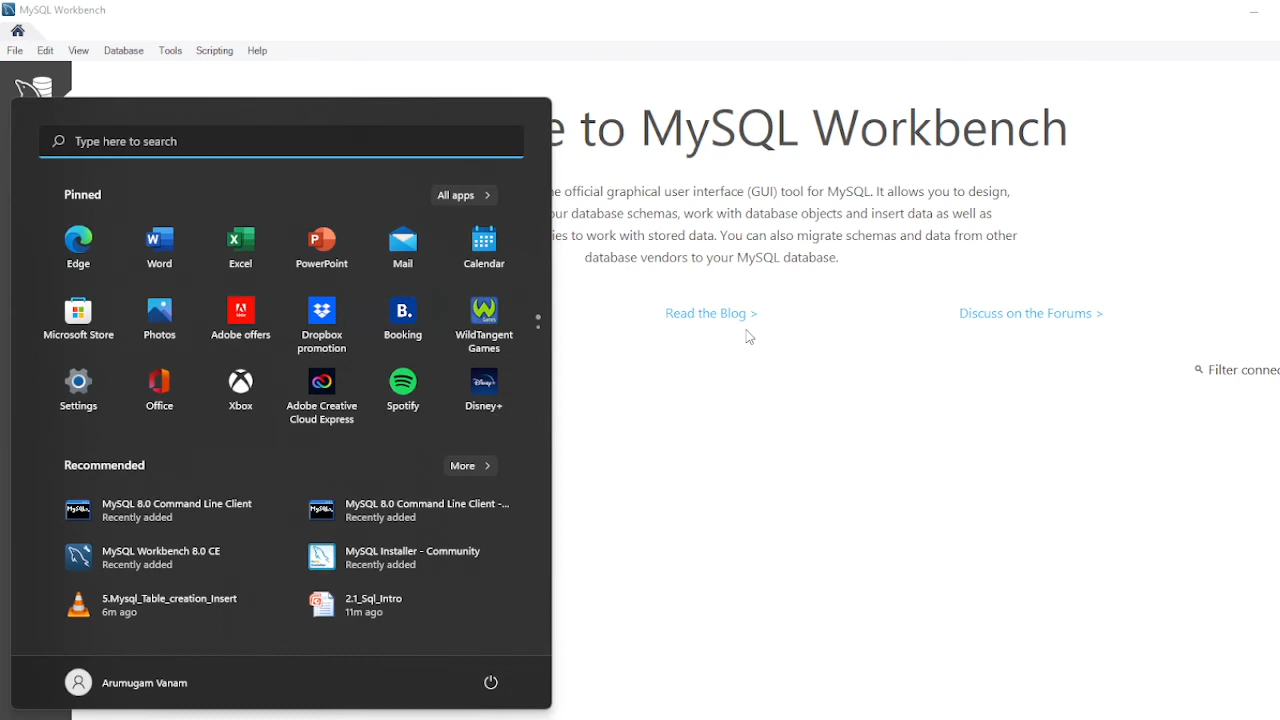 MySQL Workbench
File Edit View Database Tools Scripting Help
e to MySQL Workbench
e official graphical user interface (GUI) tool for MySQL. It allows you to design,
ur database schemas, work with database objects and insert data as well as
ies to work with stored data. You can also migrate schemas and data from other
database vendors to your MySQL database.
Read the Blog > Discuss on the Forums >
Filter connec
Type here to search
Pinned All apps >
Edge Word Excel PowerPoint Mail Calendar
Microsoft Store Photos Adobe offers Dropbox promotion Booking WildTangent Games
Settings Office Xbox Adobe Creative Cloud Express Spotify Disney+
Recommended More >
MySQL 8.0 Command Line Client
Recently added
MySQL 8.0 Command Line Client -...
Recently added
MySQL Workbench 8.0 CE
Recently added
MySQL Installer - Community
Recently added
5.Mysql_Table_creation_Insert
6m ago
2.1_Sql_Intro
11m ago
Arumugam Vanam